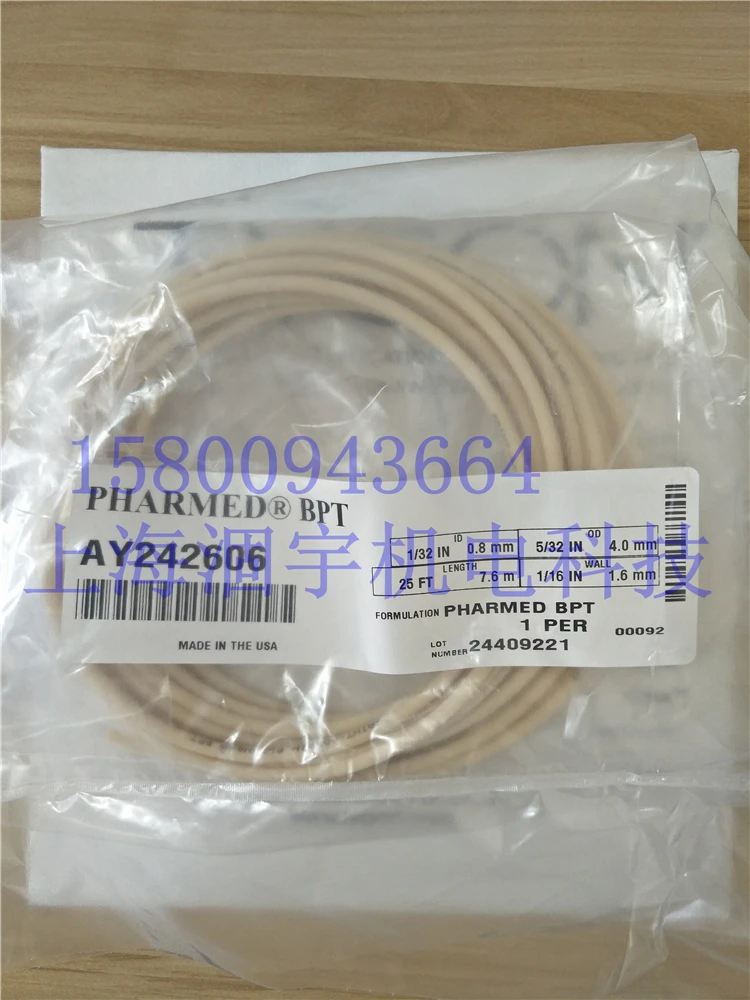 15800943664
PHARMED® BPT
AY242606
上海涸宇机电科技
ID
OD
1/32 IN 0.8 mm 5/32 IN 4.0 mm
LENGTH
WALL
25 FT 7.6 m 1/16 IN 1.6 mm
FORMULATION PHARMED BPT
1 PER 00092
MADE IN THE USA
LOT
NUMBER 24409221